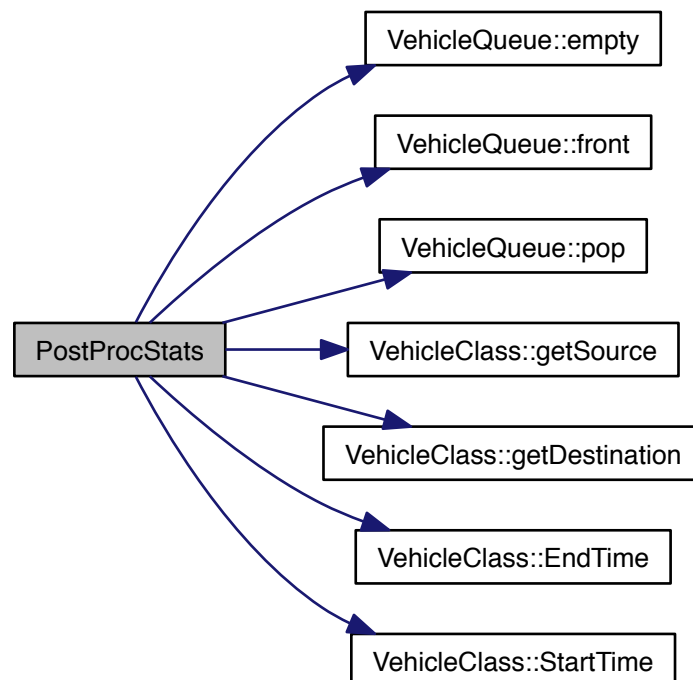 VehicleQueue::empty
VehicleQueue::front
VehicleQueue::pop
PostProcStats
VehicleClass::getSource
VehicleClass::getDestination
VehicleClass::EndTime
VehicleClass::StartTime